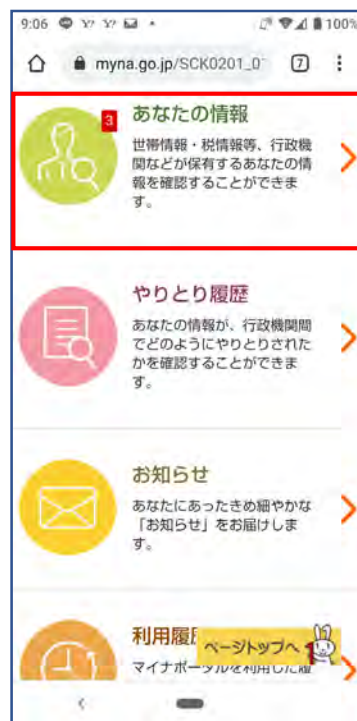 9:06 100%
myna.go.jp/SCK0201_0 7
3 あなたの情報
世帯情報・税情報等、行政機
関などが保有するあなたの情
報を確認することができま
す。
やりとり履歴
あなたの情報が、行政機関間
でどのようにやりとりされた
かを確認することができま
す。
お知らせ
あなたにあったきめ細やかな
「お知らせ」をお届けしま
す。
利用履歴
ページトップへ
マイナポータルを利用した履